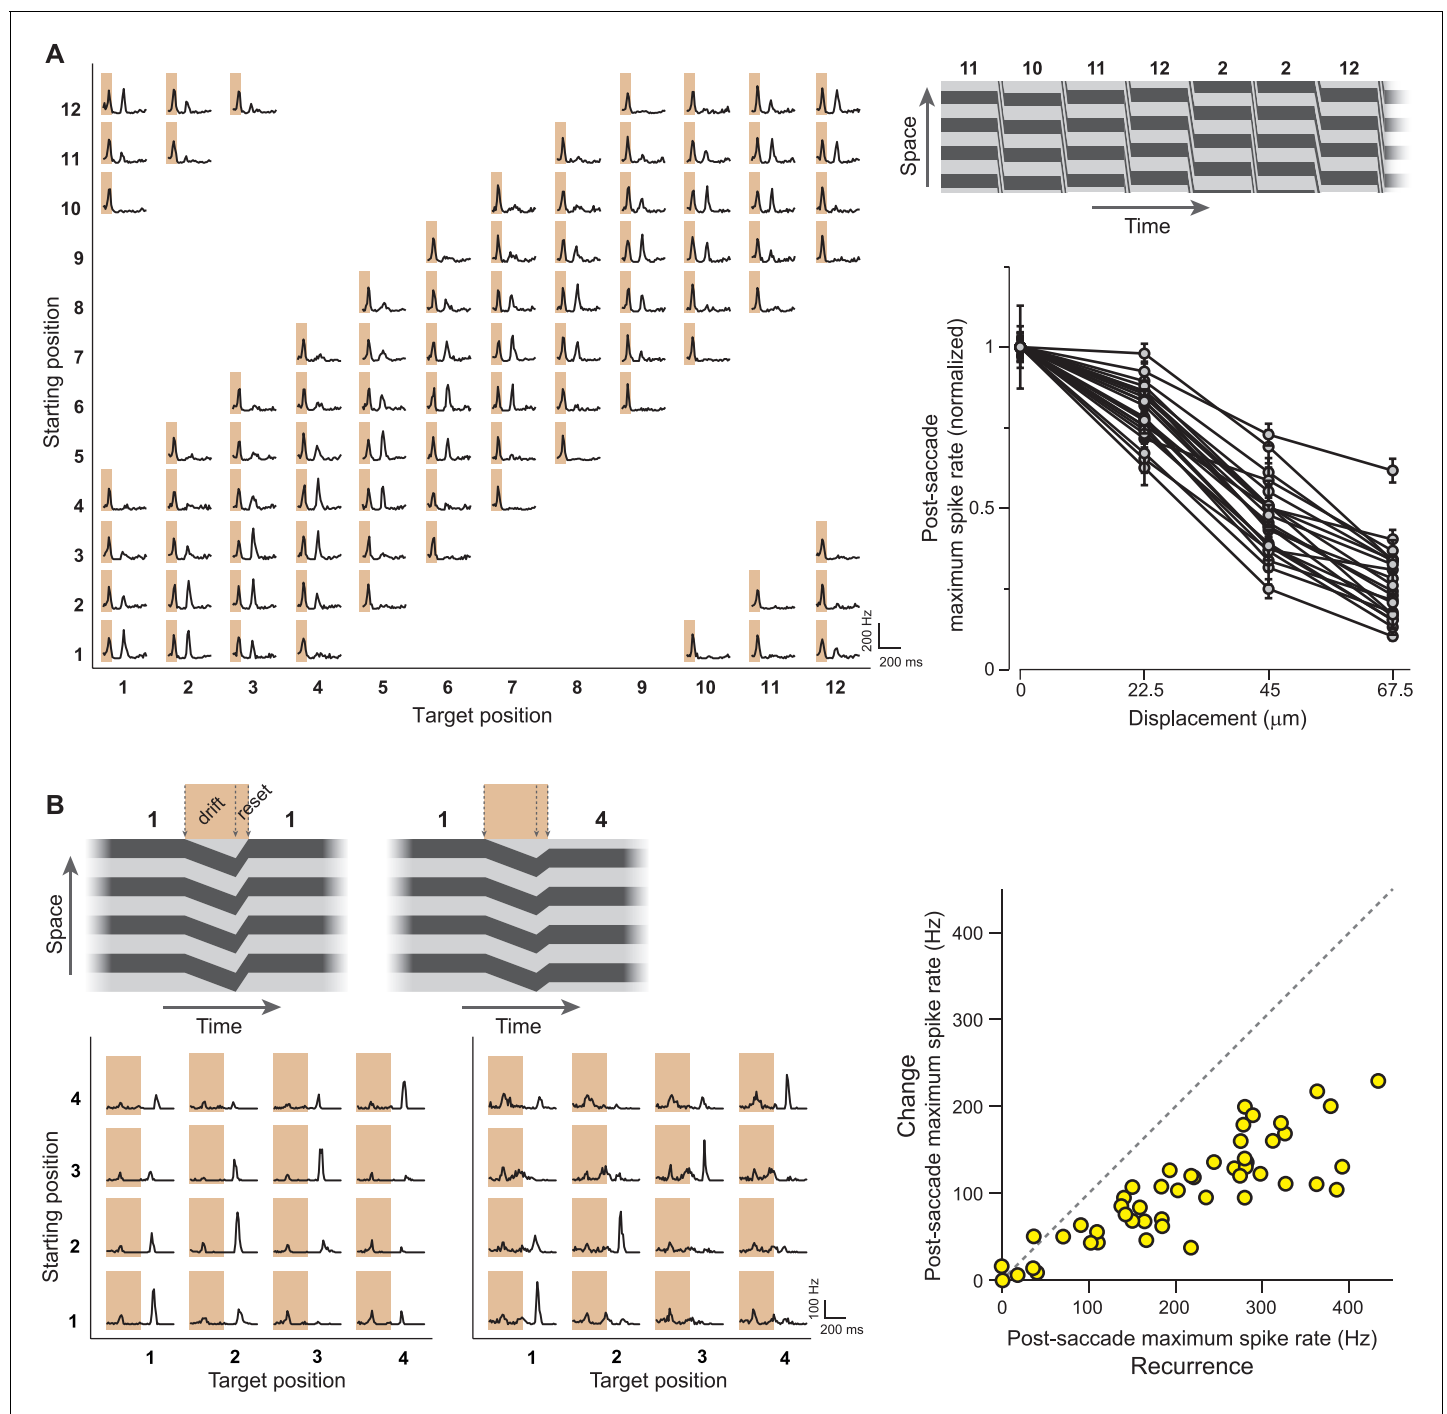 A
12
11
10
9
8
7
6
5
4
3
2
1
Starting position
1 2 3 4 5 6 7 8 9 10 11 12
Target position
200 Hz
200 ms
11 10 11 12 2 2 12
Space
Time
1
0.5
0
Post-saccade
maximum spike rate (normalized)
0 22.5 45 67.5
Displacement (μm)
B
1 drift reset 1
Space
Time
1 4
Time
4
3
2
1
Starting position
1 2 3 4
Target position
1 2 3 4
Target position
100 Hz
200 ms
Change
Post-saccade maximum spike rate (Hz)
400
300
200
100
0
0 100 200 300 400
Post-saccade maximum spike rate (Hz)
Recurrence